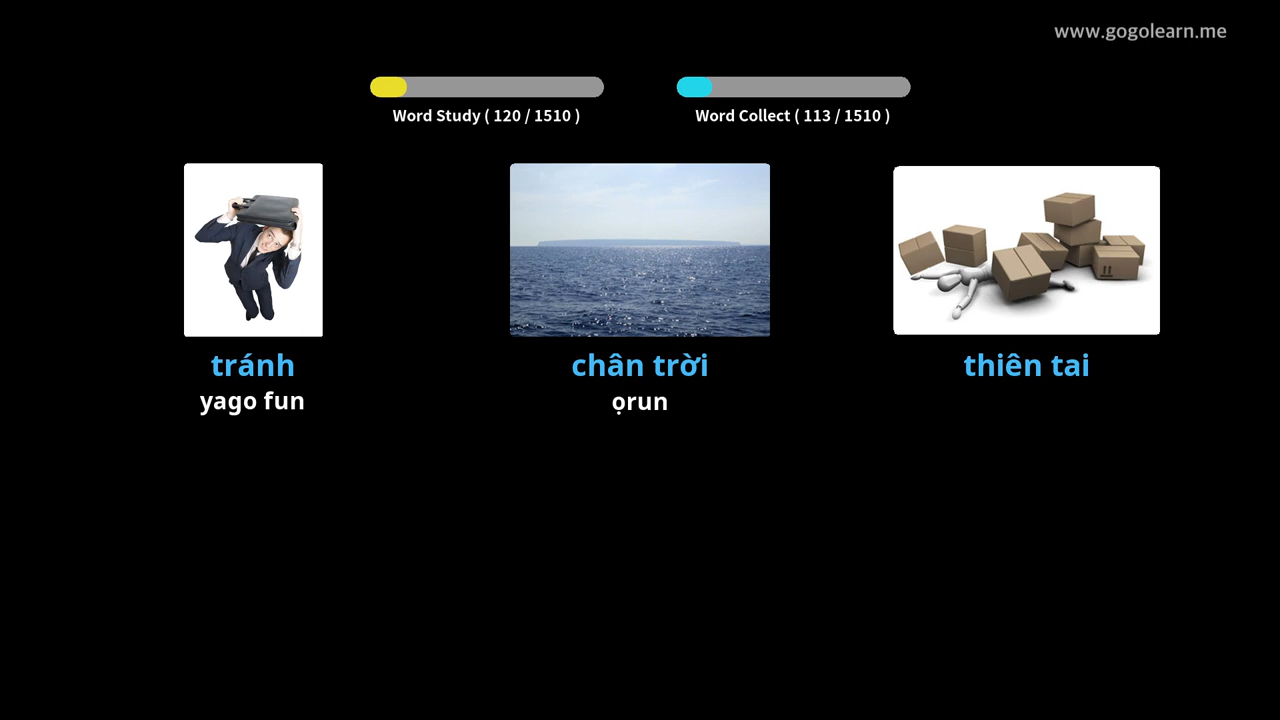 www.gogolearn.me
Word Study ( 120 / 1510 )
Word Collect ( 113 / 1510 )
tránh
yago fun
chân trời
ọrun
thiên tai